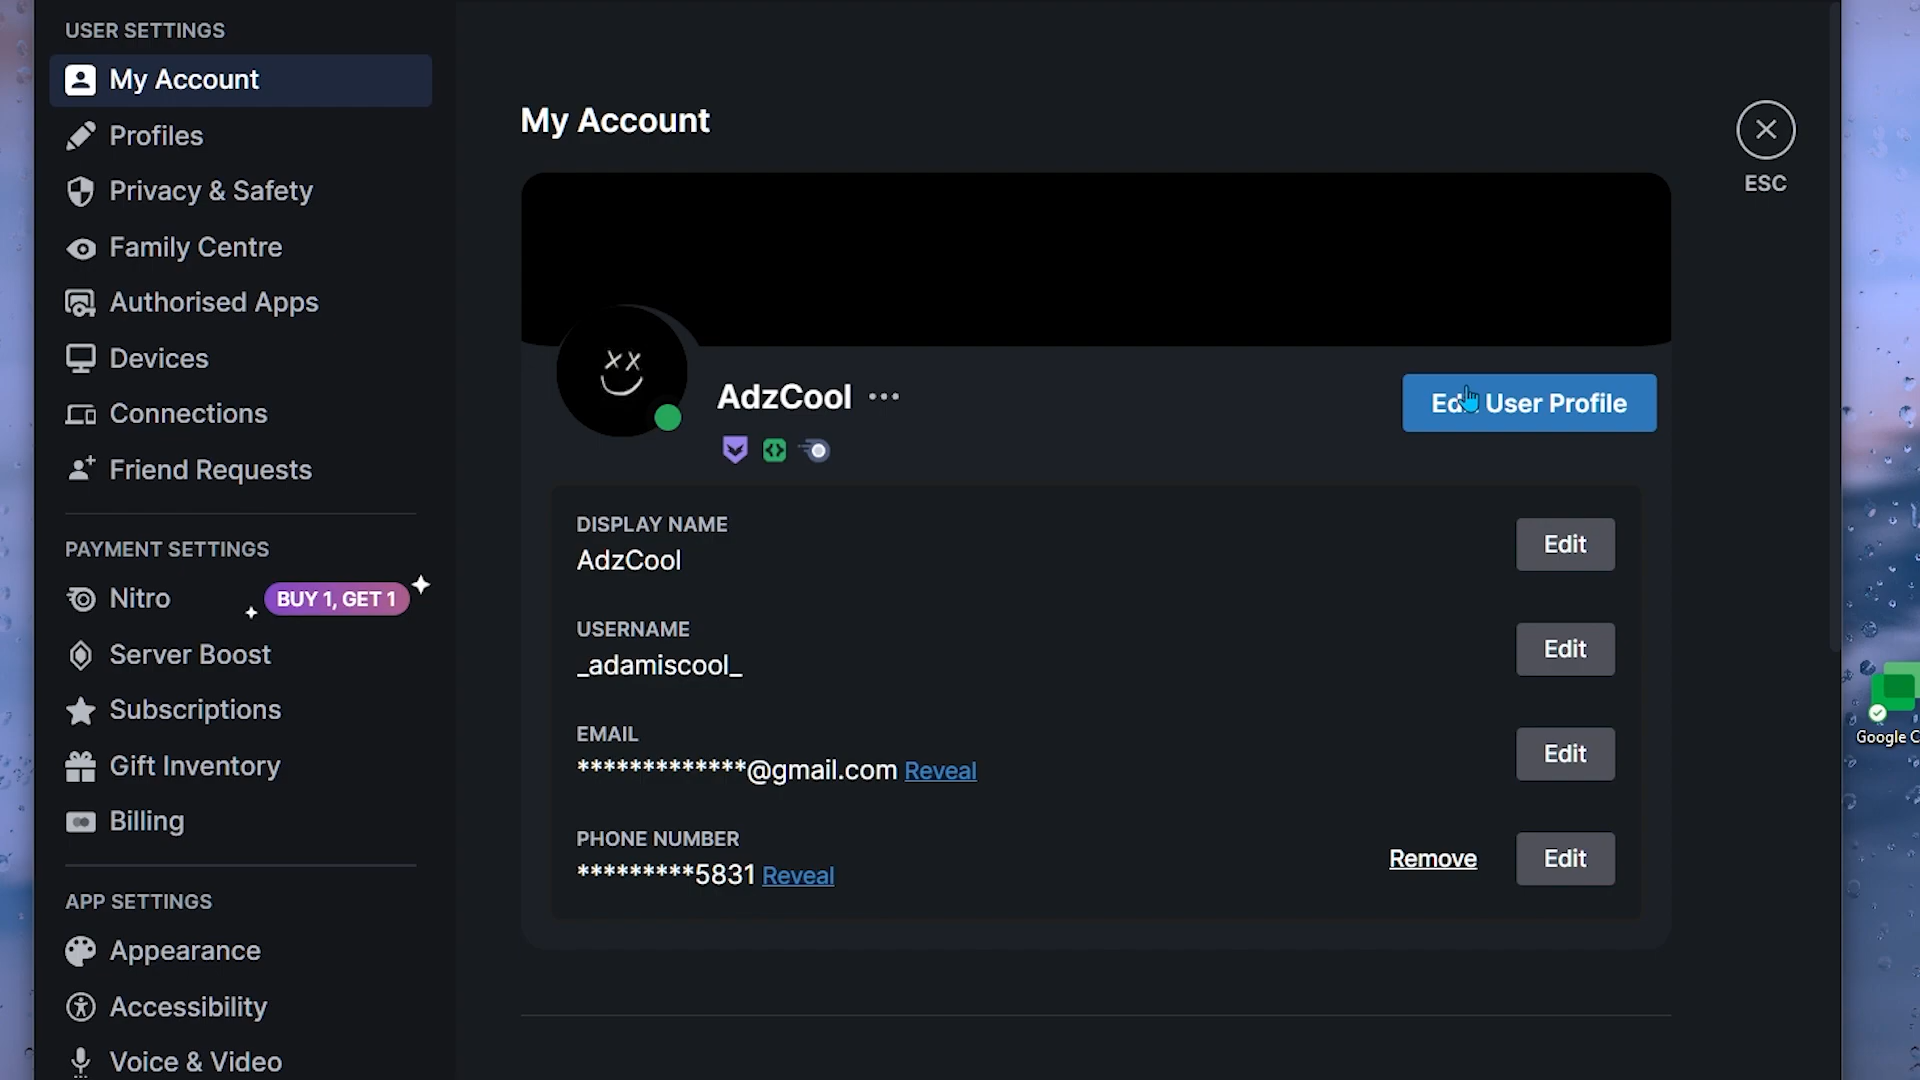 USER SETTINGS
My Account
Profiles
Privacy & Safety
Family Centre
Authorised Apps
Devices
Connections
Friend Requests
PAYMENT SETTINGS
Nitro
BUY 1, GET 1
Server Boost
Subscriptions
Gift Inventory
Billing
APP SETTINGS
Appearance
Accessibility
Voice & Video
My Account
ESC
AdzCool ...
Edit User Profile
DISPLAY NAME
AdzCool
Edit
USERNAME
_adamiscool_
Edit
EMAIL
*************@gmail.com Reveal
Edit
PHONE NUMBER
*********5831 Reveal
Remove
Edit
Google C